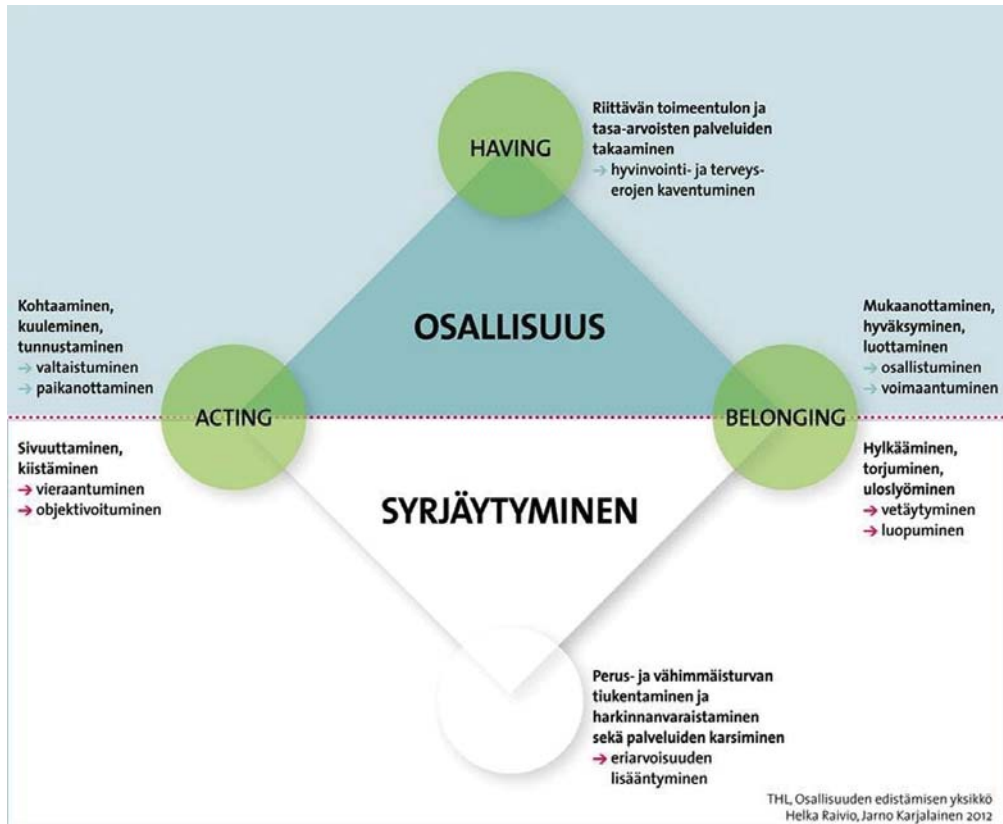 HAVING
Riittävän toimeentulon ja
tasa-arvoisten palveluiden
takaaminen
→ hyvinvointi- ja terveys-
erojen kaventuminen
OSALLISUUS
Kohtaaminen,
kuuleminen,
tunnustaminen
→ valtaistuminen
→ paikanottaminen
Mukaanottaminen,
hyväksyminen,
luottaminen
→ osallistuminen
→ voimaantuminen
ACTING
BELONGING
Sivuuttaminen,
kiistäminen
→ vieraantuminen
→ objektivoituminen
SYRJÄYTYMINEN
Hylkääminen,
torjuminen,
uloslyöminen
→ vetäytyminen
→ luopuminen
Perus- ja vähimmäisturvan
tiukentaminen ja
harkinnanvaraistaminen
sekä palveluiden karsiminen
→ eriarvoisuuden
lisääntyminen
THL, Osallisuuden edistämisen yksikkö
Helka Raivio, Jarno Karjalainen 2012